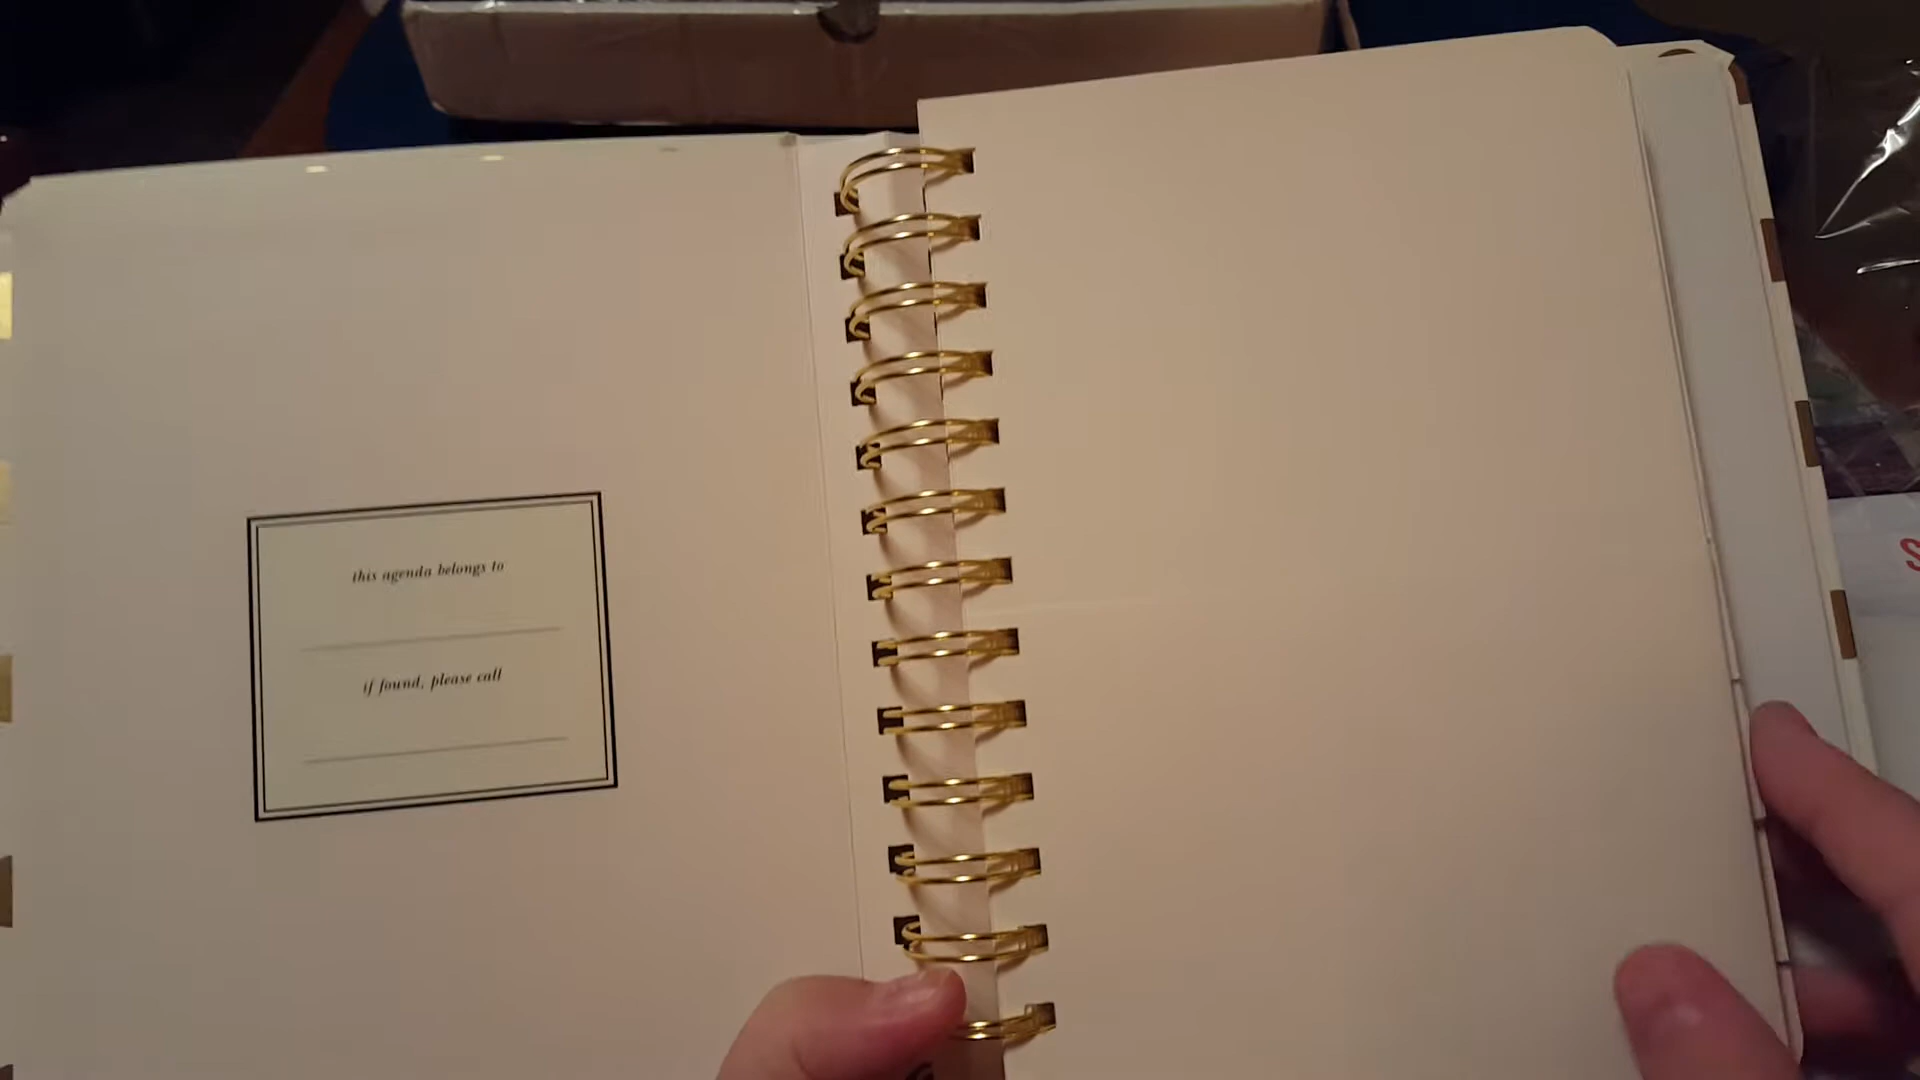 this agenda belongs to
if found, please call